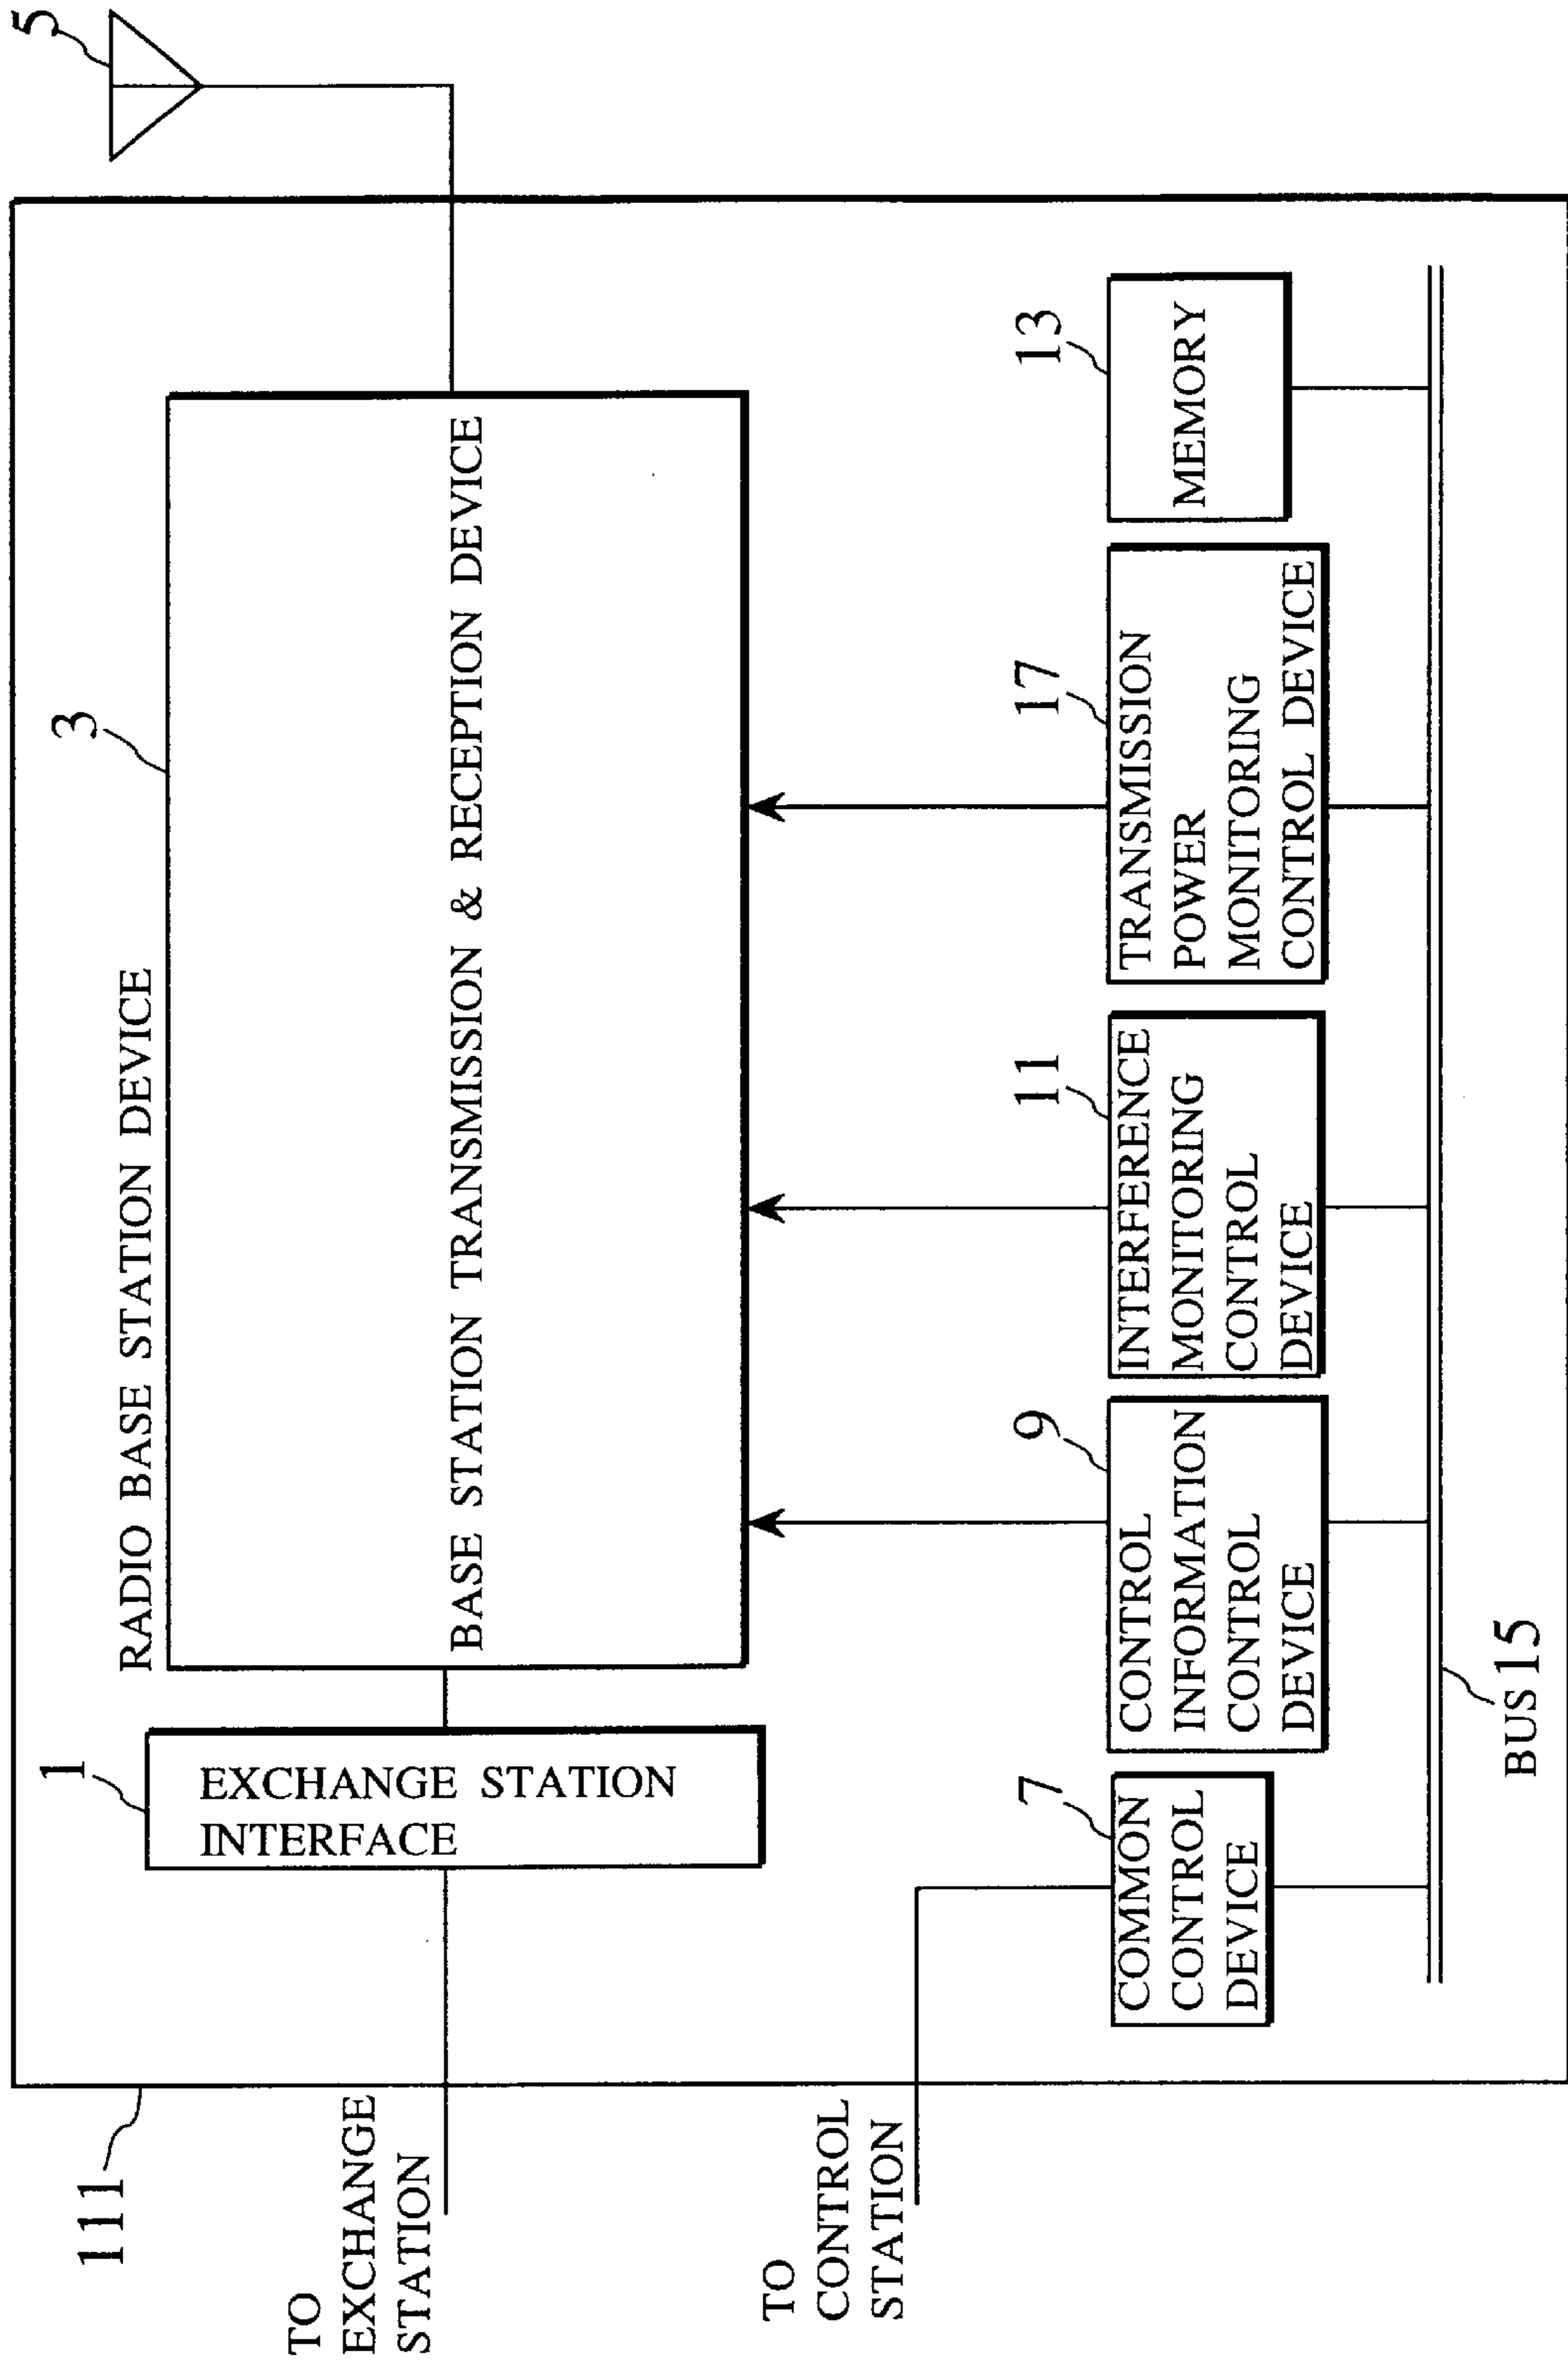 111
RADIO BASE STATION DEVICE
5
3
1
EXCHANGE STATION
INTERFACE
BASE STATION TRANSMISSION & RECEPTION DEVICE
TO
EXCHANGE
STATION
TO
CONTROL
STATION
7
COMMON
CONTROL
DEVICE
9
CONTROL
INFORMATION
CONTROL
DEVICE
11
INTERFERENCE
MONITORING
CONTROL
DEVICE
17
TRANSMISSION
POWER
MONITORING
CONTROL DEVICE
13
MEMORY
BUS 15